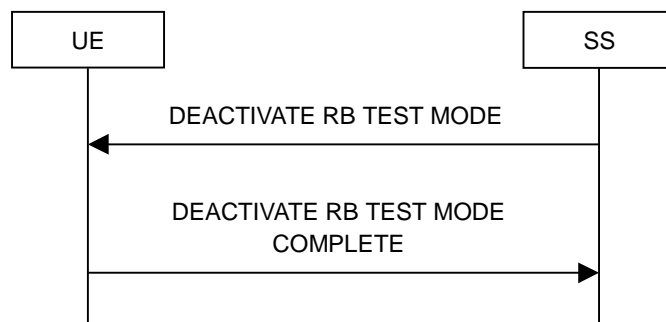 UE
SS
DEACTIVATE RB TEST MODE
DEACTIVATE RB TEST MODE
COMPLETE